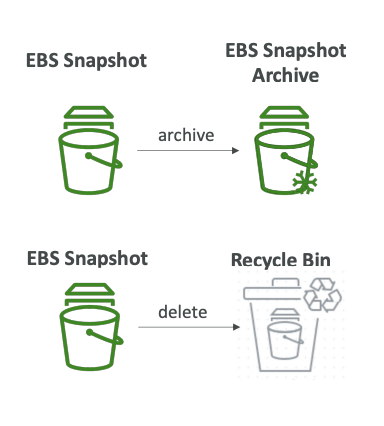 EBS Snapshot
EBS Snapshot
Archive
archive
EBS Snapshot
Recycle Bin
delete